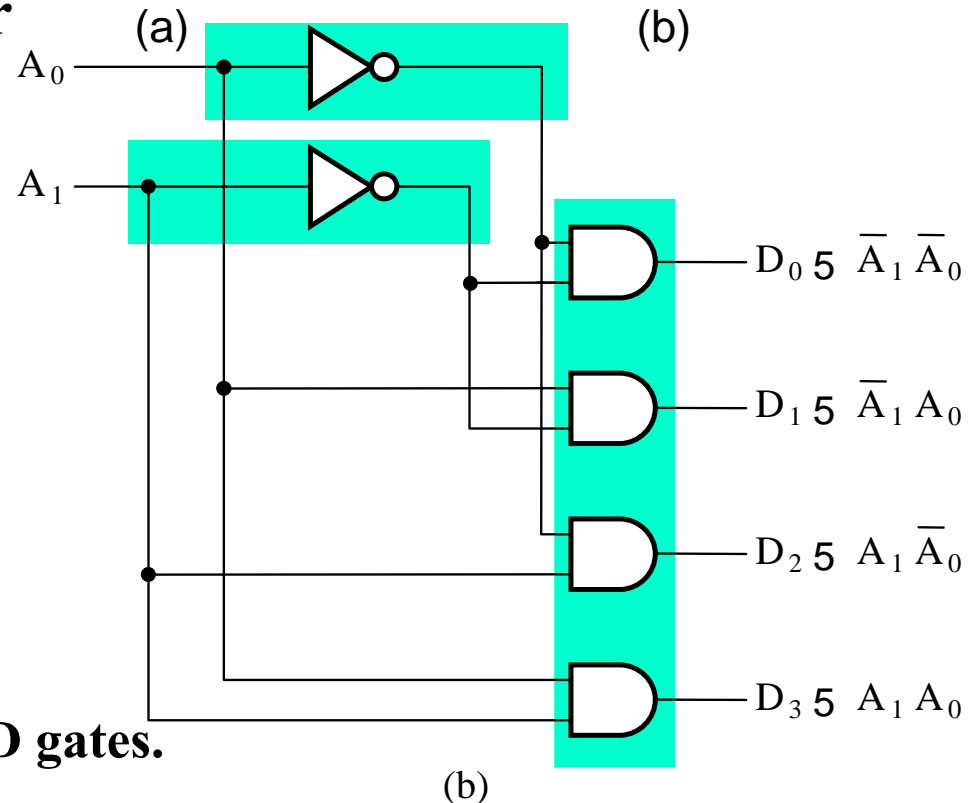 r
(a) (b)
A₀
A₁
D₀ 5 A̅₁ A̅₀
D₁ 5 A̅₁ A₀
D₂ 5 A₁ A̅₀
D₃ 5 A₁ A₀
D gates.
(b)